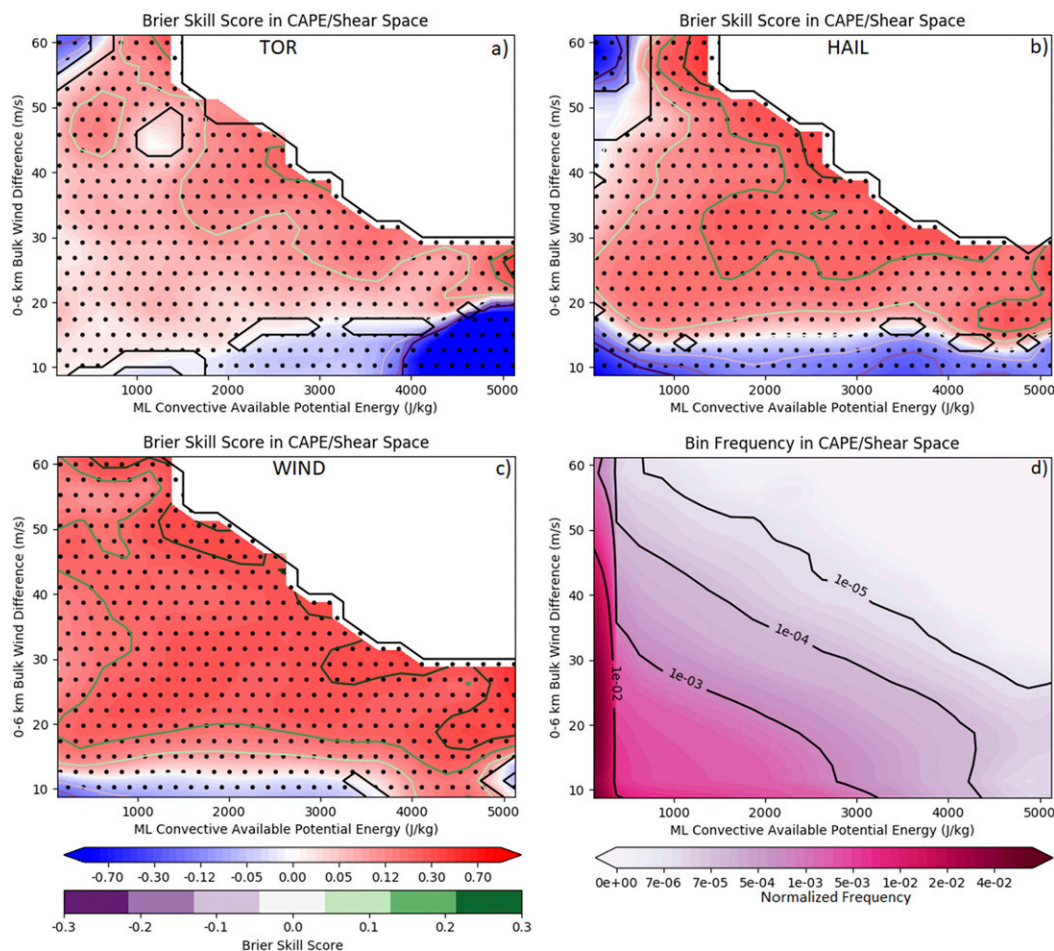 Brier Skill Score in CAPE/Shear Space
TOR
a)
60
50
40
30
20
10
0-6 km Bulk Wind Difference (m/s)
1000 2000 3000 4000 5000
ML Convective Available Potential Energy (J/kg)
Brier Skill Score in CAPE/Shear Space
HAIL
b)
60
50
40
30
20
10
0-6 km Bulk Wind Difference (m/s)
1000 2000 3000 4000 5000
ML Convective Available Potential Energy (J/kg)
Brier Skill Score in CAPE/Shear Space
WIND
c)
60
50
40
30
20
10
0-6 km Bulk Wind Difference (m/s)
1000 2000 3000 4000 5000
ML Convective Available Potential Energy (J/kg)
Bin Frequency in CAPE/Shear Space
d)
60
50
40
30
20
10
0-6 km Bulk Wind Difference (m/s)
1e-05
1e-04
1e-03
1e-02
1000 2000 3000 4000 5000
ML Convective Available Potential Energy (J/kg)
-0.70 -0.30 -0.12 -0.05 0.00 0.05 0.12 0.30 0.70
-0.3 -0.2 -0.1 0.0 0.1 0.2 0.3
Brier Skill Score
0e+00 7e-06 7e-05 5e-04 1e-03 5e-03 1e-02 2e-02 4e-02
Normalized Frequency